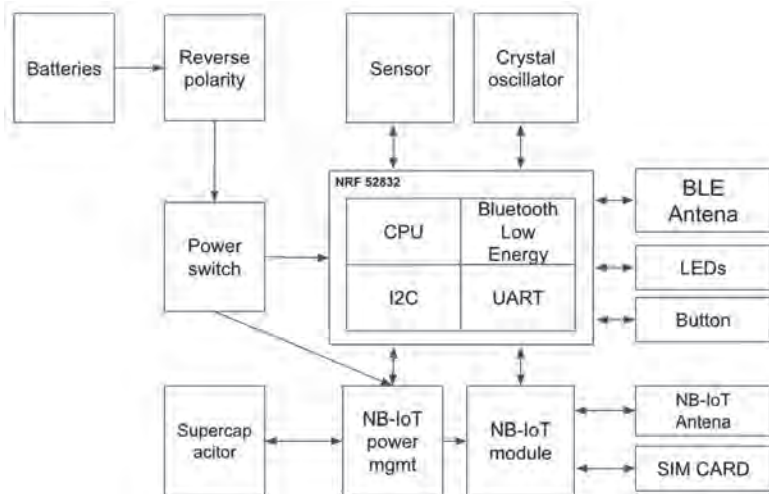 Batteries
Reverse
polarity
Sensor
Crystal
oscillator
NRF 52832
CPU
Bluetooth
Low
Energy
I2C
UART
BLE
Antena
LEDs
Button
Power
switch
Supercap
acitor
NB-IoT
power
mgmt
NB-IoT
module
NB-IoT
Antena
SIM CARD